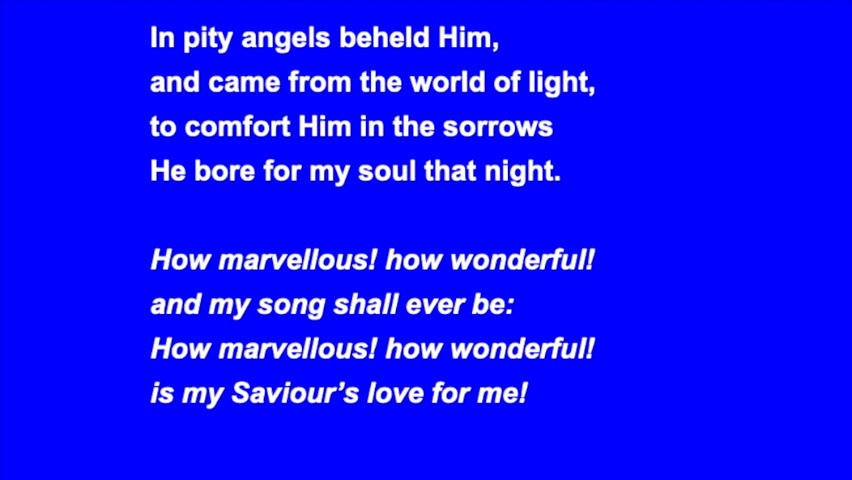 In pity angels beheld Him,
and came from the world of light,
to comfort Him in the sorrows
He bore for my soul that night.
How marvellous! how wonderful!
and my song shall ever be:
How marvellous! how wonderful!
is my Saviour’s love for me!